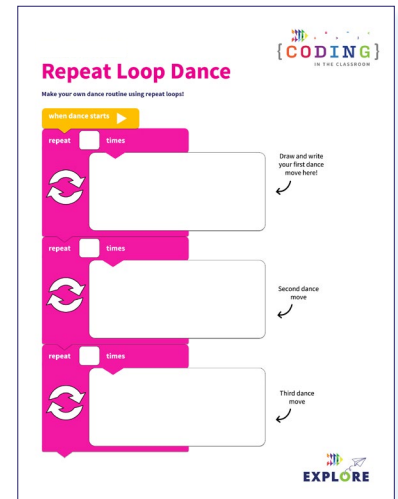 {CODING}
IN THE CLASSROOM
Repeat Loop Dance
Make your own dance routine using repeat loops!
when dance starts
repeat times
Draw and write
your first dance
move here!
repeat times
Second dance
move
repeat times
Third dance
move
EXPLORE